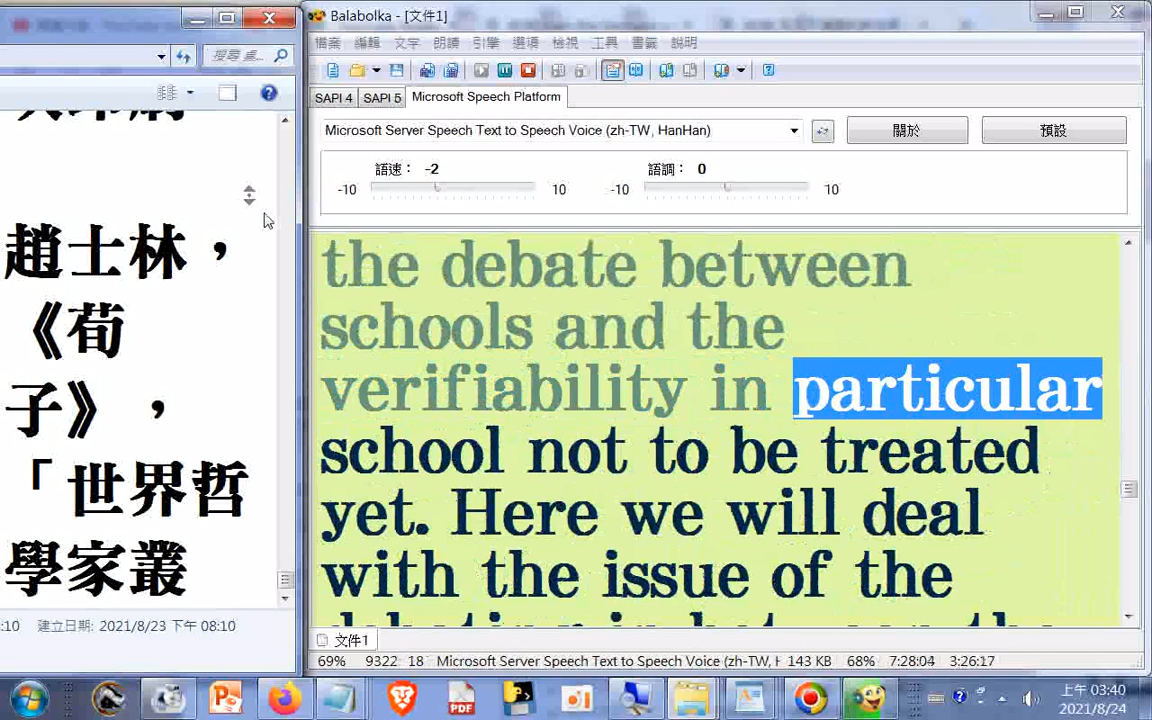 Balabolka - [文件1]
檔案 編輯 文字 朗讀 引擎 選項 檢視 工具 書籤 說明
搜尋 桌...
SAPI 4 SAPI 5 Microsoft Speech Platform
Microsoft Server Speech Text to Speech Voice (zh-TW, HanHan)
關於
預設
語速： -2
語調： 0
-10 10 -10 10
趙士林，
《荀
子》，
「世界哲
學家叢
:10 建立日期: 2021/8/23 下午 08:10
the debate between
schools and the
verifiability in particular
school not to be treated
yet. Here we will deal
with the issue of the
文件1
69% 9322 18 Microsoft Server Speech Text to Speech Voice (zh-TW, H 143 KB 68% 7:28:04 3:26:17
PDF
上午 03:40
2021/8/24